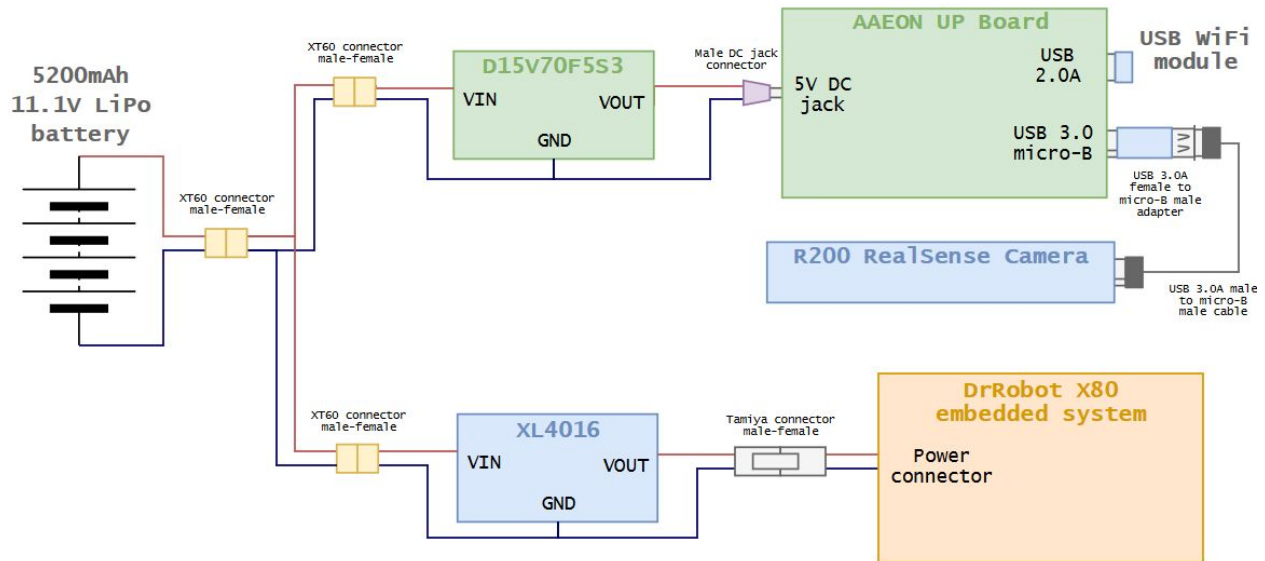 5200mAh
11.1V LiPo
battery
XT60 connector
male-female
XT60 connector
male-female
D15V70F5S3
VIN
VOUT
GND
Male DC jack
connector
AAEON UP Board
5V DC
jack
USB
2.0A
USB 3.0
micro-B
USB WiFi
module
USB 3.0A
female to
micro-B male
adapter
R200 RealSense Camera
USB 3.0A male
to micro-B
male cable
XT60 connector
male-female
XL4016
VIN
VOUT
GND
Tamiya connector
male-female
DrRobot X80
embedded system
Power
connector